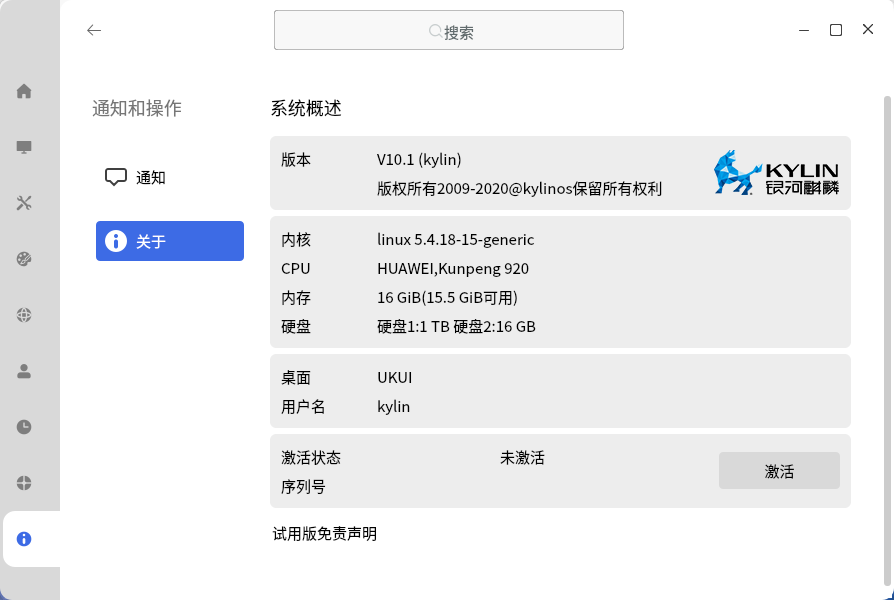 搜索
通知和操作
系统概述
通知
关于
版本 V10.1 (kylin)
版权所有2009-2020@kylinos保留所有权利
KYLIN
银河麒麟
内核 linux 5.4.18-15-generic
CPU HUAWEI,Kunpeng 920
内存 16 GiB(15.5 GiB可用)
硬盘 硬盘1:1 TB 硬盘2:16 GB
桌面 UKUI
用户名 kylin
激活状态 未激活
激活
序列号
试用版免责声明